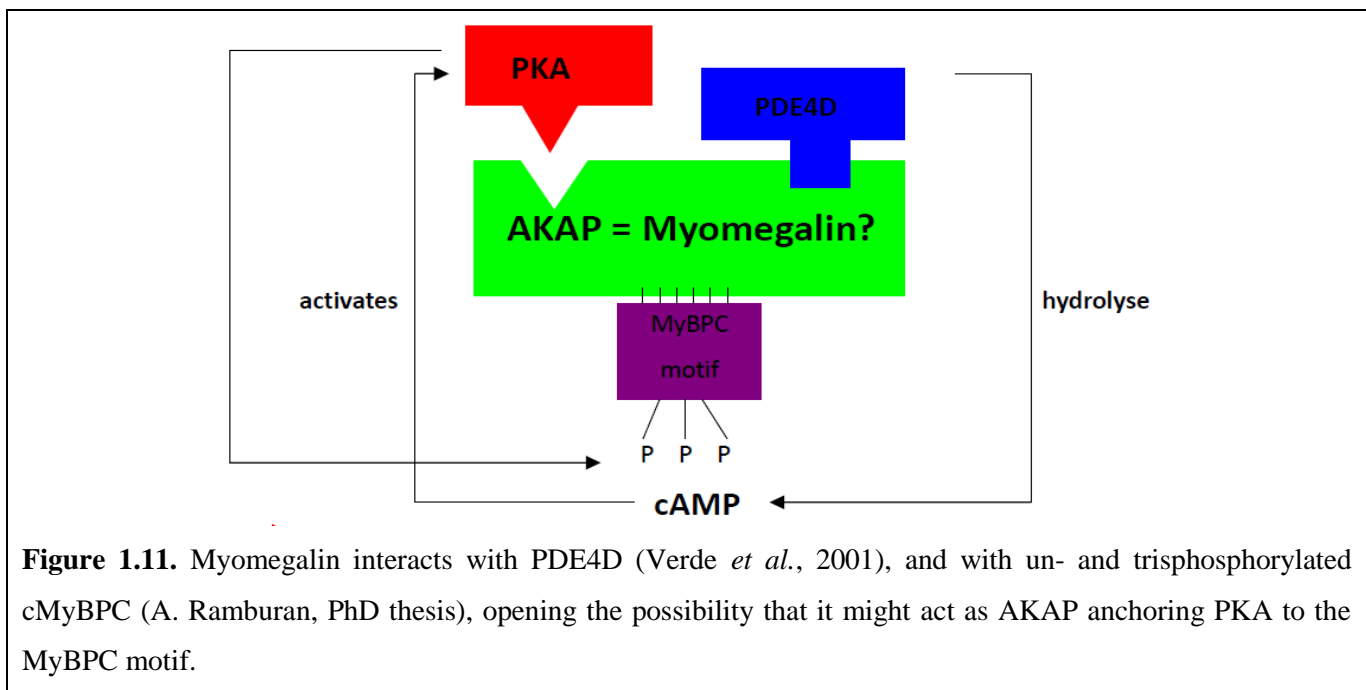 PKA
PDE4D
AKAP = Myomegalin?
activates
hydrolyse
MyBPC
motif
P P P
cAMP
Figure 1.11. Myomegalin interacts with PDE4D (Verde et al., 2001), and with un- and trisphosphorylated
cMyBPC (A. Ramburan, PhD thesis), opening the possibility that it might act as AKAP anchoring PKA to the
MyBPC motif.